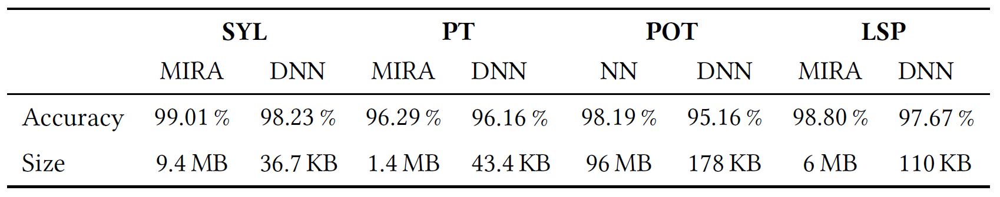 SYL PT POT LSP
MIRA DNN MIRA DNN NN DNN MIRA DNN
Accuracy 99.01 % 98.23 % 96.29 % 96.16 % 98.19 % 95.16 % 98.80 % 97.67 %
Size 9.4 MB 36.7 KB 1.4 MB 43.4 KB 96 MB 178 KB 6 MB 110 KB